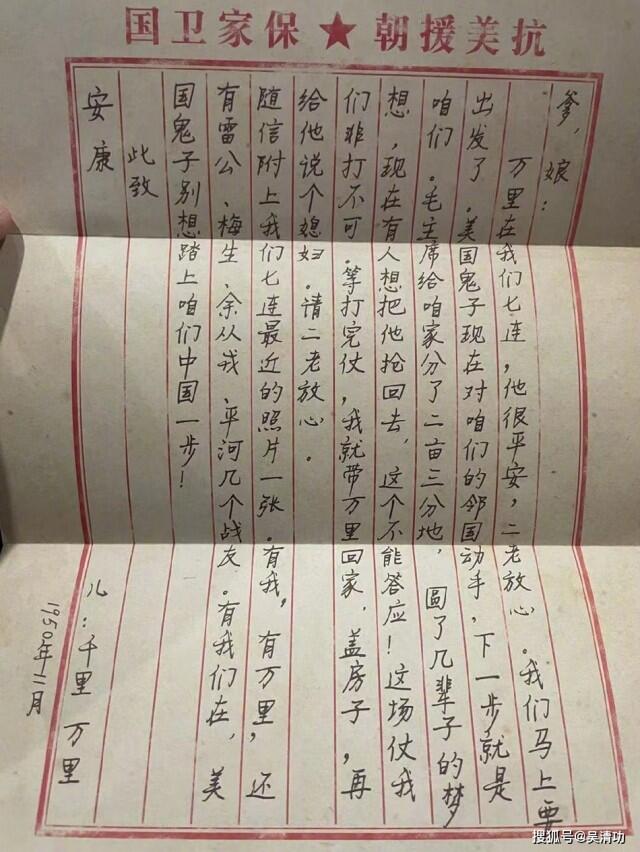 抗美援朝★保家卫国
爹,娘:
万里在我们七连,他很平安,二老放心。我们马上要
出发了.美国鬼子现在对咱们的邻国动手,下一步就是
咱们.毛主席给咱家分了二亩三分地,圆了几辈子的梦
想,现在有人想把他抢回去,这个不能答应!这场仗我
们非打不可.等打完仗,我就带万里回家,盖房子,再
给他说个媳妇.请二老放心.
随信附上我们七连最近的照片一张.有我,有万里,还
有雷公、梅生、余从戎、平河几个战友.有我们在,美
国鬼子别想踏上咱们中国一步!
此致
安康
儿:千里 万里
1950年11月
搜狐号@吴清功